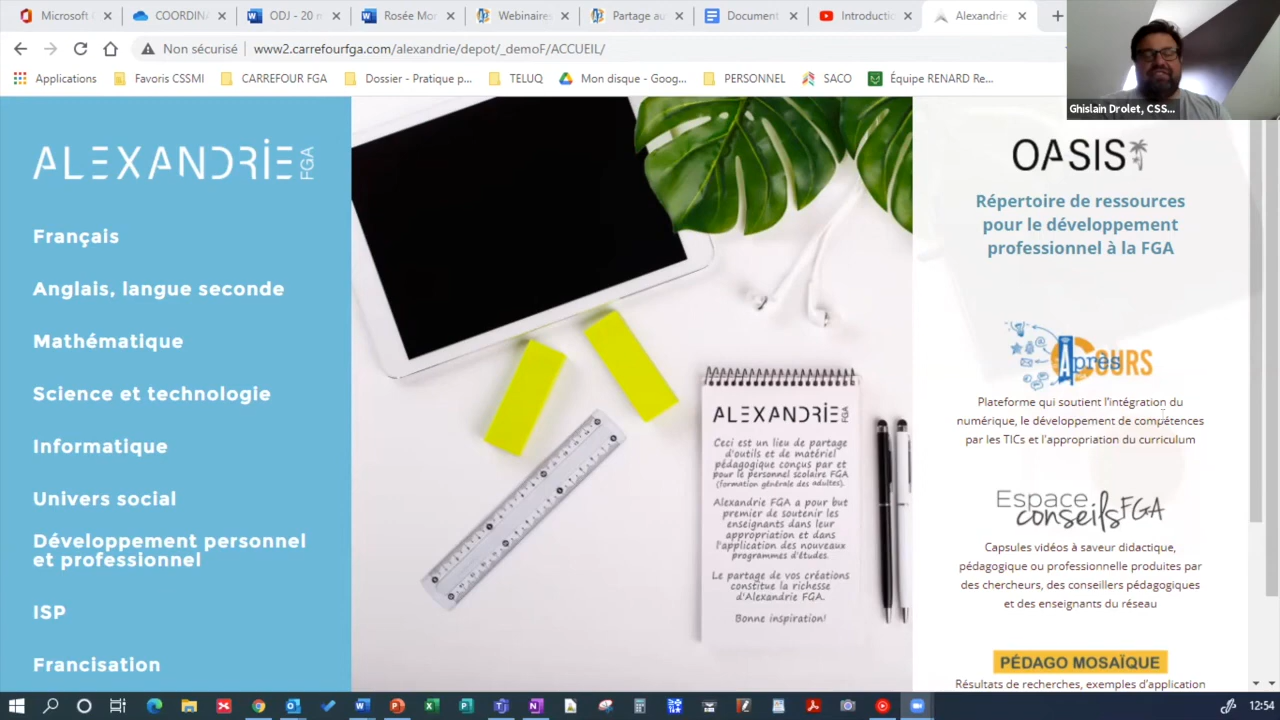 Microsoft O
COORDINA
ODJ - 20 m
Rosée Mon
Webinaires
Partage au
Document
Introductio
Alexandrie
Non sécurisé
www2.carrefourfga.com/alexandrie/depot/_demoF/ACCUEIL/
Applications
Favoris CSSMI
CARREFOUR FGA
Dossier - Pratique p...
TELUQ
Mon disque - Goog...
PERSONNEL
SACO
Équipe RENARD Re...
Ghislain Drolet, CSS...
ALEXANDRIE FGA
Français
Anglais, langue seconde
Mathématique
Science et technologie
Informatique
Univers social
Développement personnel
et professionnel
ISP
Francisation
ALEXANDRIE FGA
Ceci est un lieu de partage
d'outils et de matériel
pédagogique conçus par et
pour le personnel scolaire FGA
(formation générale des adultes).
Alexandrie FGA a pour but
premier de soutenir les
enseignants dans leur
appropriation et dans
l'application des nouveaux
programmes d'études.
Le partage de vos créations
constitue la richesse
d'Alexandrie FGA.
Bonne inspiration!
OASIS
Répertoire de ressources
pour le développement
professionnel à la FGA
Après COURS
Plateforme qui soutient l'intégration du
numérique, le développement de compétences
par les TICs et l'appropriation du curriculum
Espace
conseilsFGA
Capsules vidéos à saveur didactique,
pédagogique ou professionnelle produites par
des chercheurs, des conseillers pédagogiques
et des enseignants du réseau
PÉDAGO MOSAÏQUE
Résultats de recherches, exemples d'application
12:54